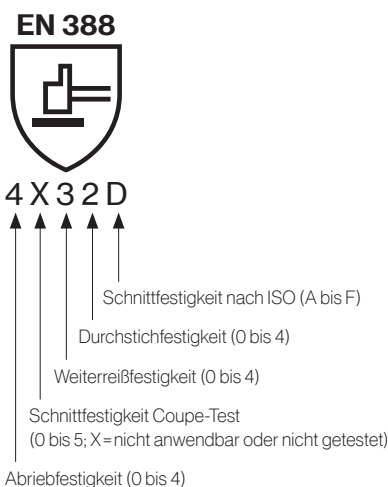 EN 388
4 X 3 2 D
Schnittfestigkeit nach ISO (A bis F)
Durchstichfestigkeit (0 bis 4)
Weiterreißfestigkeit (0 bis 4)
Schnittfestigkeit Coupe-Test
(0 bis 5; X = nicht anwendbar oder nicht getestet)
Abriebfestigkeit (0 bis 4)